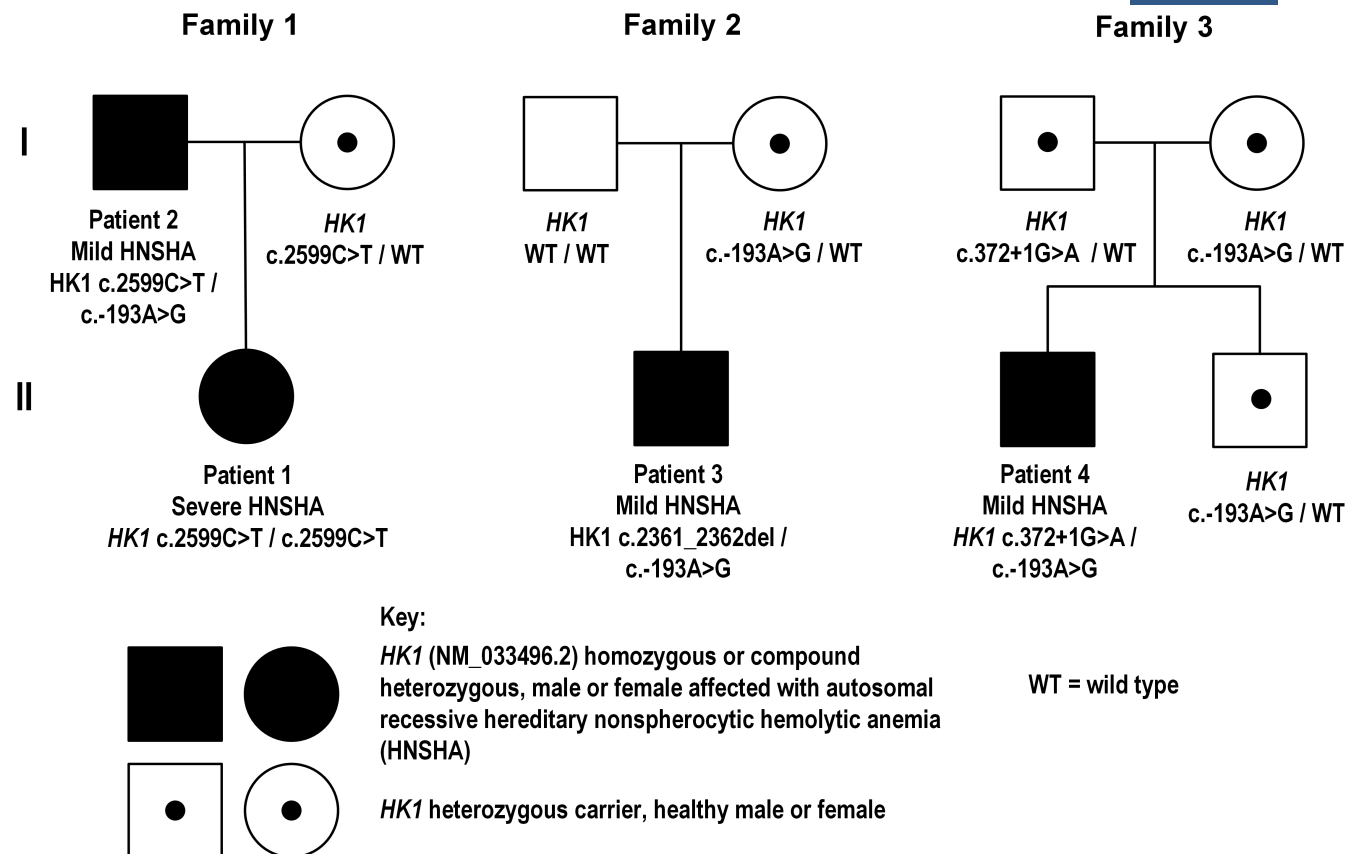 Family 1
Family 2
Family 3
I
Patient 2
Mild HNSHA
HK1 c.2599C>T /
c.-193A>G
HK1
c.2599C>T / WT
HK1
WT / WT
HK1
c.-193A>G / WT
HK1
c.372+1G>A / WT
HK1
c.-193A>G / WT
II
Patient 1
Severe HNSHA
HK1 c.2599C>T / c.2599C>T
Patient 3
Mild HNSHA
HK1 c.2361_2362del /
c.-193A>G
Patient 4
Mild HNSHA
HK1 c.372+1G>A /
c.-193A>G
HK1
c.-193A>G / WT
Key:
HK1 (NM_033496.2) homozygous or compound
heterozygous, male or female affected with autosomal
recessive hereditary nonspherocytic hemolytic anemia
(HNSHA)
WT = wild type
HK1 heterozygous carrier, healthy male or female